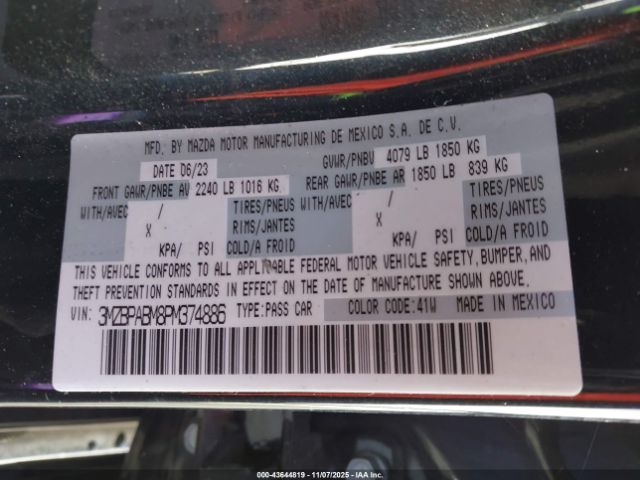 MFD. BY MAZDA MOTOR MANUFACTURING DE MEXICO S.A. DE C.V.
DATE 06/23 GVWR/PNBV 4079 LB 1850 KG
FRONT GAWR/PNBE AV 2240 LB 1016 KG REAR GAWR/PNBE AR 1850 LB 839 KG
WITH/AVEC / TIRES/PNEUS WITH/AVEC / TIRES/PNEUS
X RIMS/JANTES X RIMS/JANTES
KPA/ PSI COLD/A FROID KPA/ PSI COLD/A FROID
THIS VEHICLE CONFORMS TO ALL APPLICABLE FEDERAL MOTOR VEHICLE SAFETY, BUMPER, AND
THEFT PREVENTION STANDARDS IN EFFECT ON THE DATE OF MANUFACTURE SHOWN ABOVE.
VIN: 3MZBPABM8PM374886 TYPE: PASS CAR COLOR CODE: 41W MADE IN MEXICO
000-43644819 | 11/07/2025 - IAAI.COM